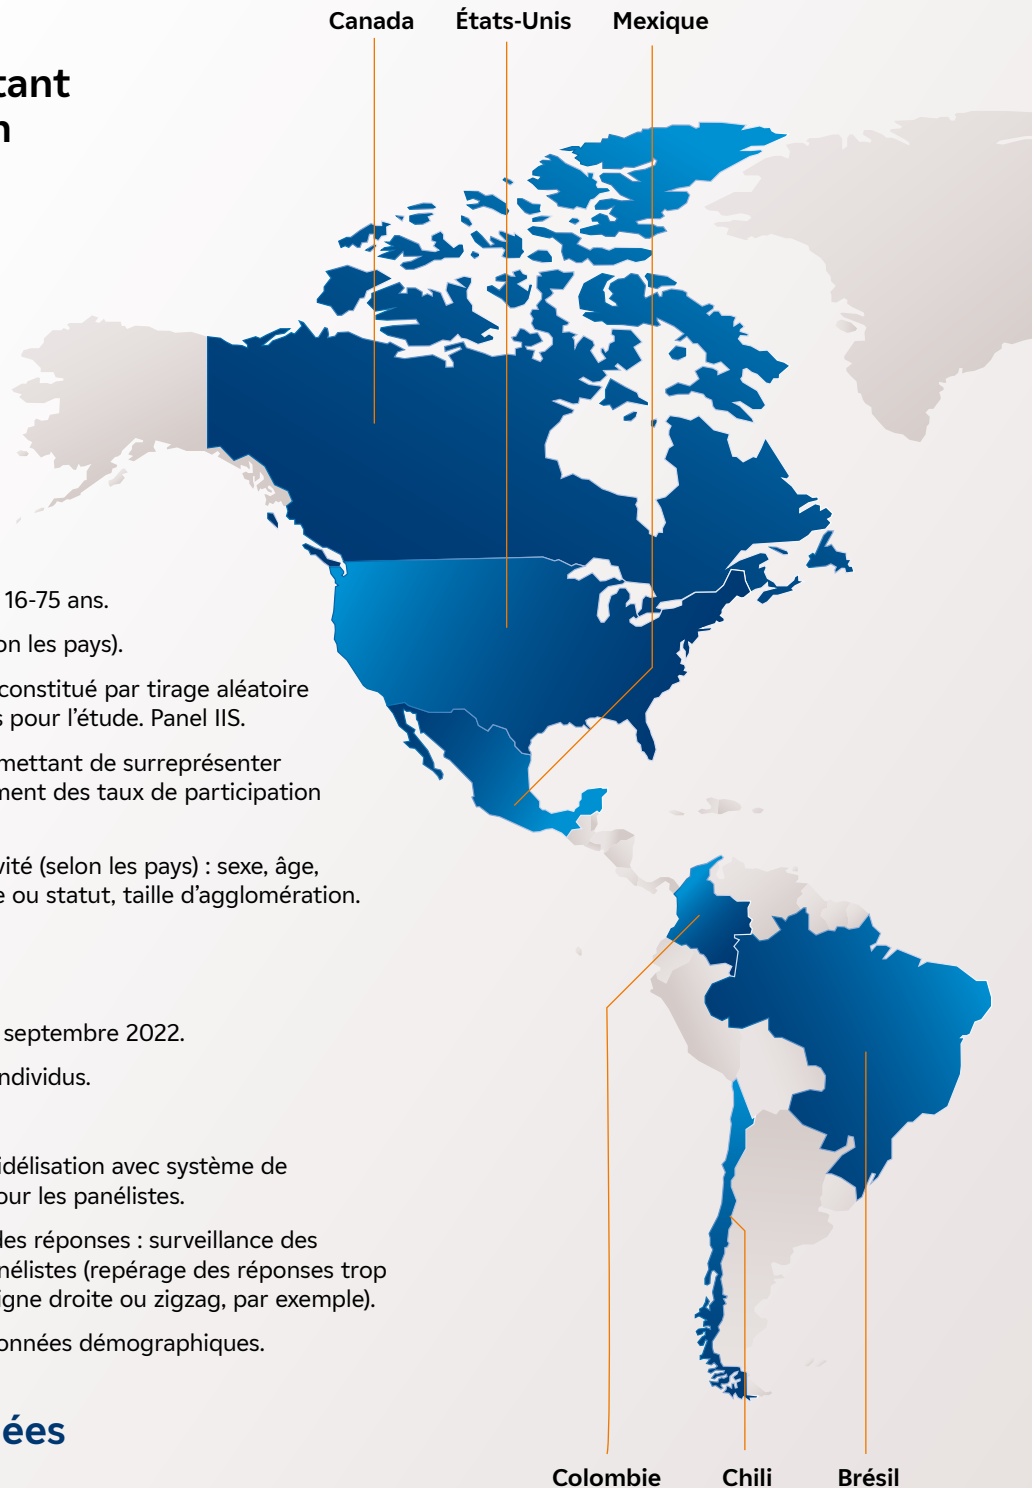 Canada États-Unis Mexique
tant
n
16-75 ans.
on les pays).
constitué par tirage aléatoire
s pour l’étude. Panel IIS.
mettant de surreprésenter
ment des taux de participation
vité (selon les pays) : sexe, âge,
e ou statut, taille d’agglomération.
septembre 2022.
ndividus.
idélisation avec système de
our les panélistes.
des réponses : surveillance des
nélistes (repérage des réponses trop
igne droite ou zigzag, par exemple).
onnées démographiques.
ées
Colombie Chili Brésil